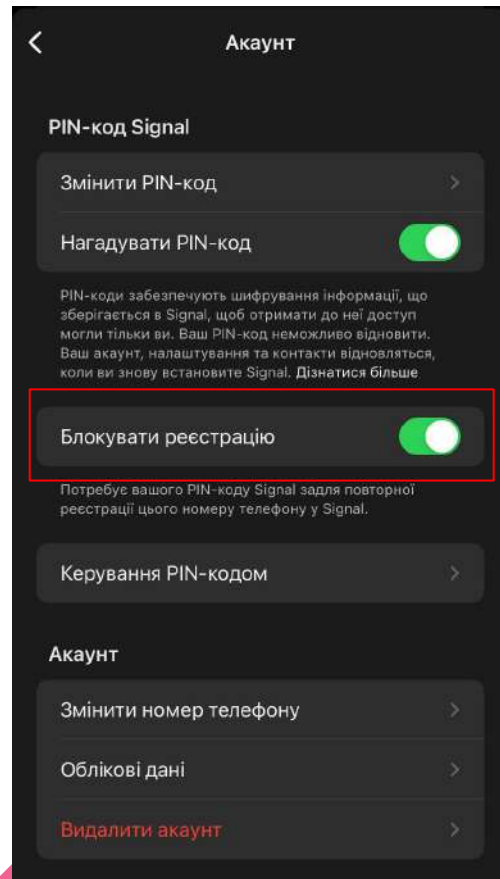 Акаунт
PIN-код Signal
Змінити PIN-код
Нагадувати PIN-код
PIN-коди забезпечують шифрування інформації, що
зберігається в Signal, щоб отримати до неї доступ
могли тільки ви. Ваш PIN-код неможливо відновити.
Ваш акаунт, налаштування та контакти відновляться,
коли ви знову встановите Signal. Дізнатися більше
Блокувати реєстрацію
Потребує вашого PIN-коду Signal задля повторної
реєстрації цього номеру телефону у Signal.
Керування PIN-кодом
Акаунт
Змінити номер телефону
Облікові дані
Видалити акаунт